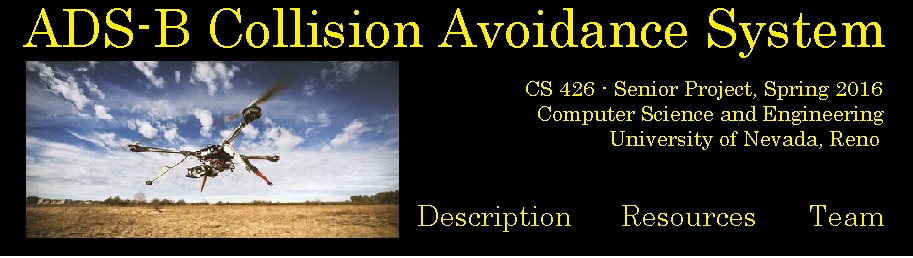 ADS-B Collision Avoidance System
CS 426 - Senior Project, Spring 2016
Computer Science and Engineering
University of Nevada, Reno
Description Resources Team